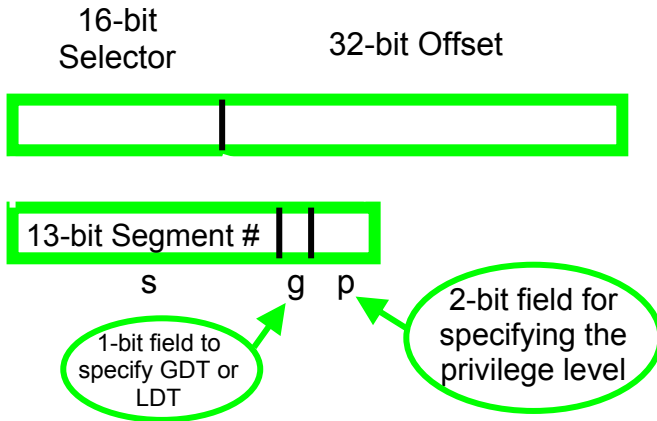 16-bit
Selector
32-bit Offset
13-bit Segment #
s
g
p
1-bit field to
specify GDT or
LDT
2-bit field for
specifying the
privilege level